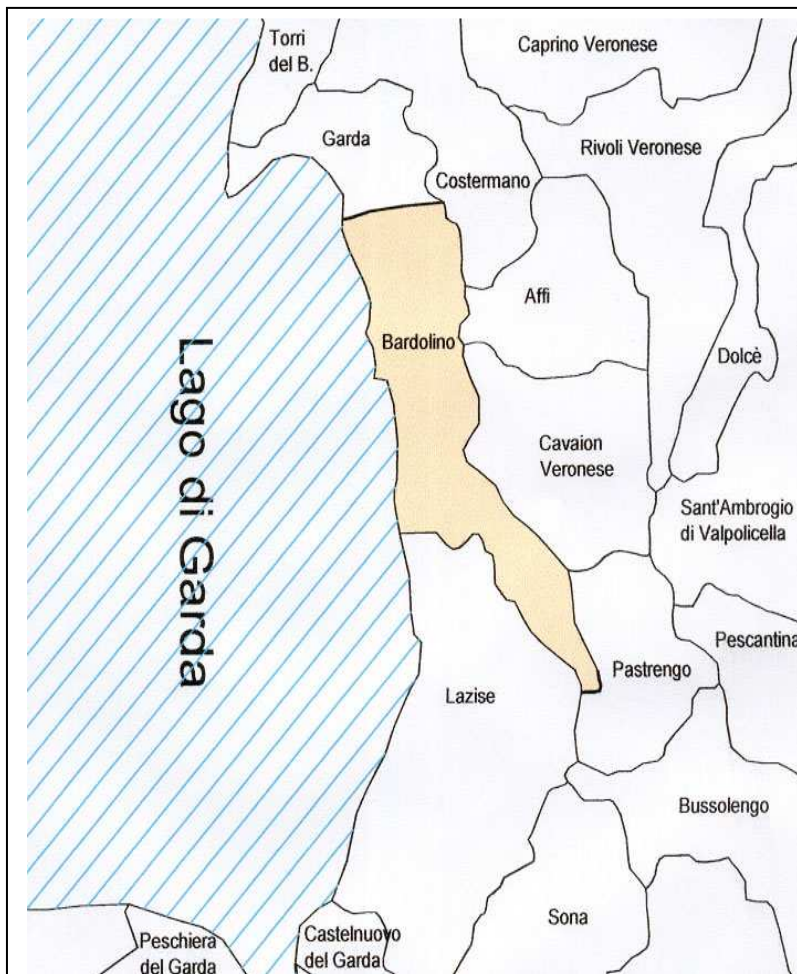 Torri
del B.
Caprino Veronese
Garda
Rivoli Veronese
Costermano
Affi
Bardolino
Dolcè
Lago di Garda
Cavaion
Veronese
Sant'Ambrogio
di Valpolicella
Pescantina
Pastrengo
Lazise
Bussolengo
Sona
Peschiera
del Garda
Castelnuovo
del Garda